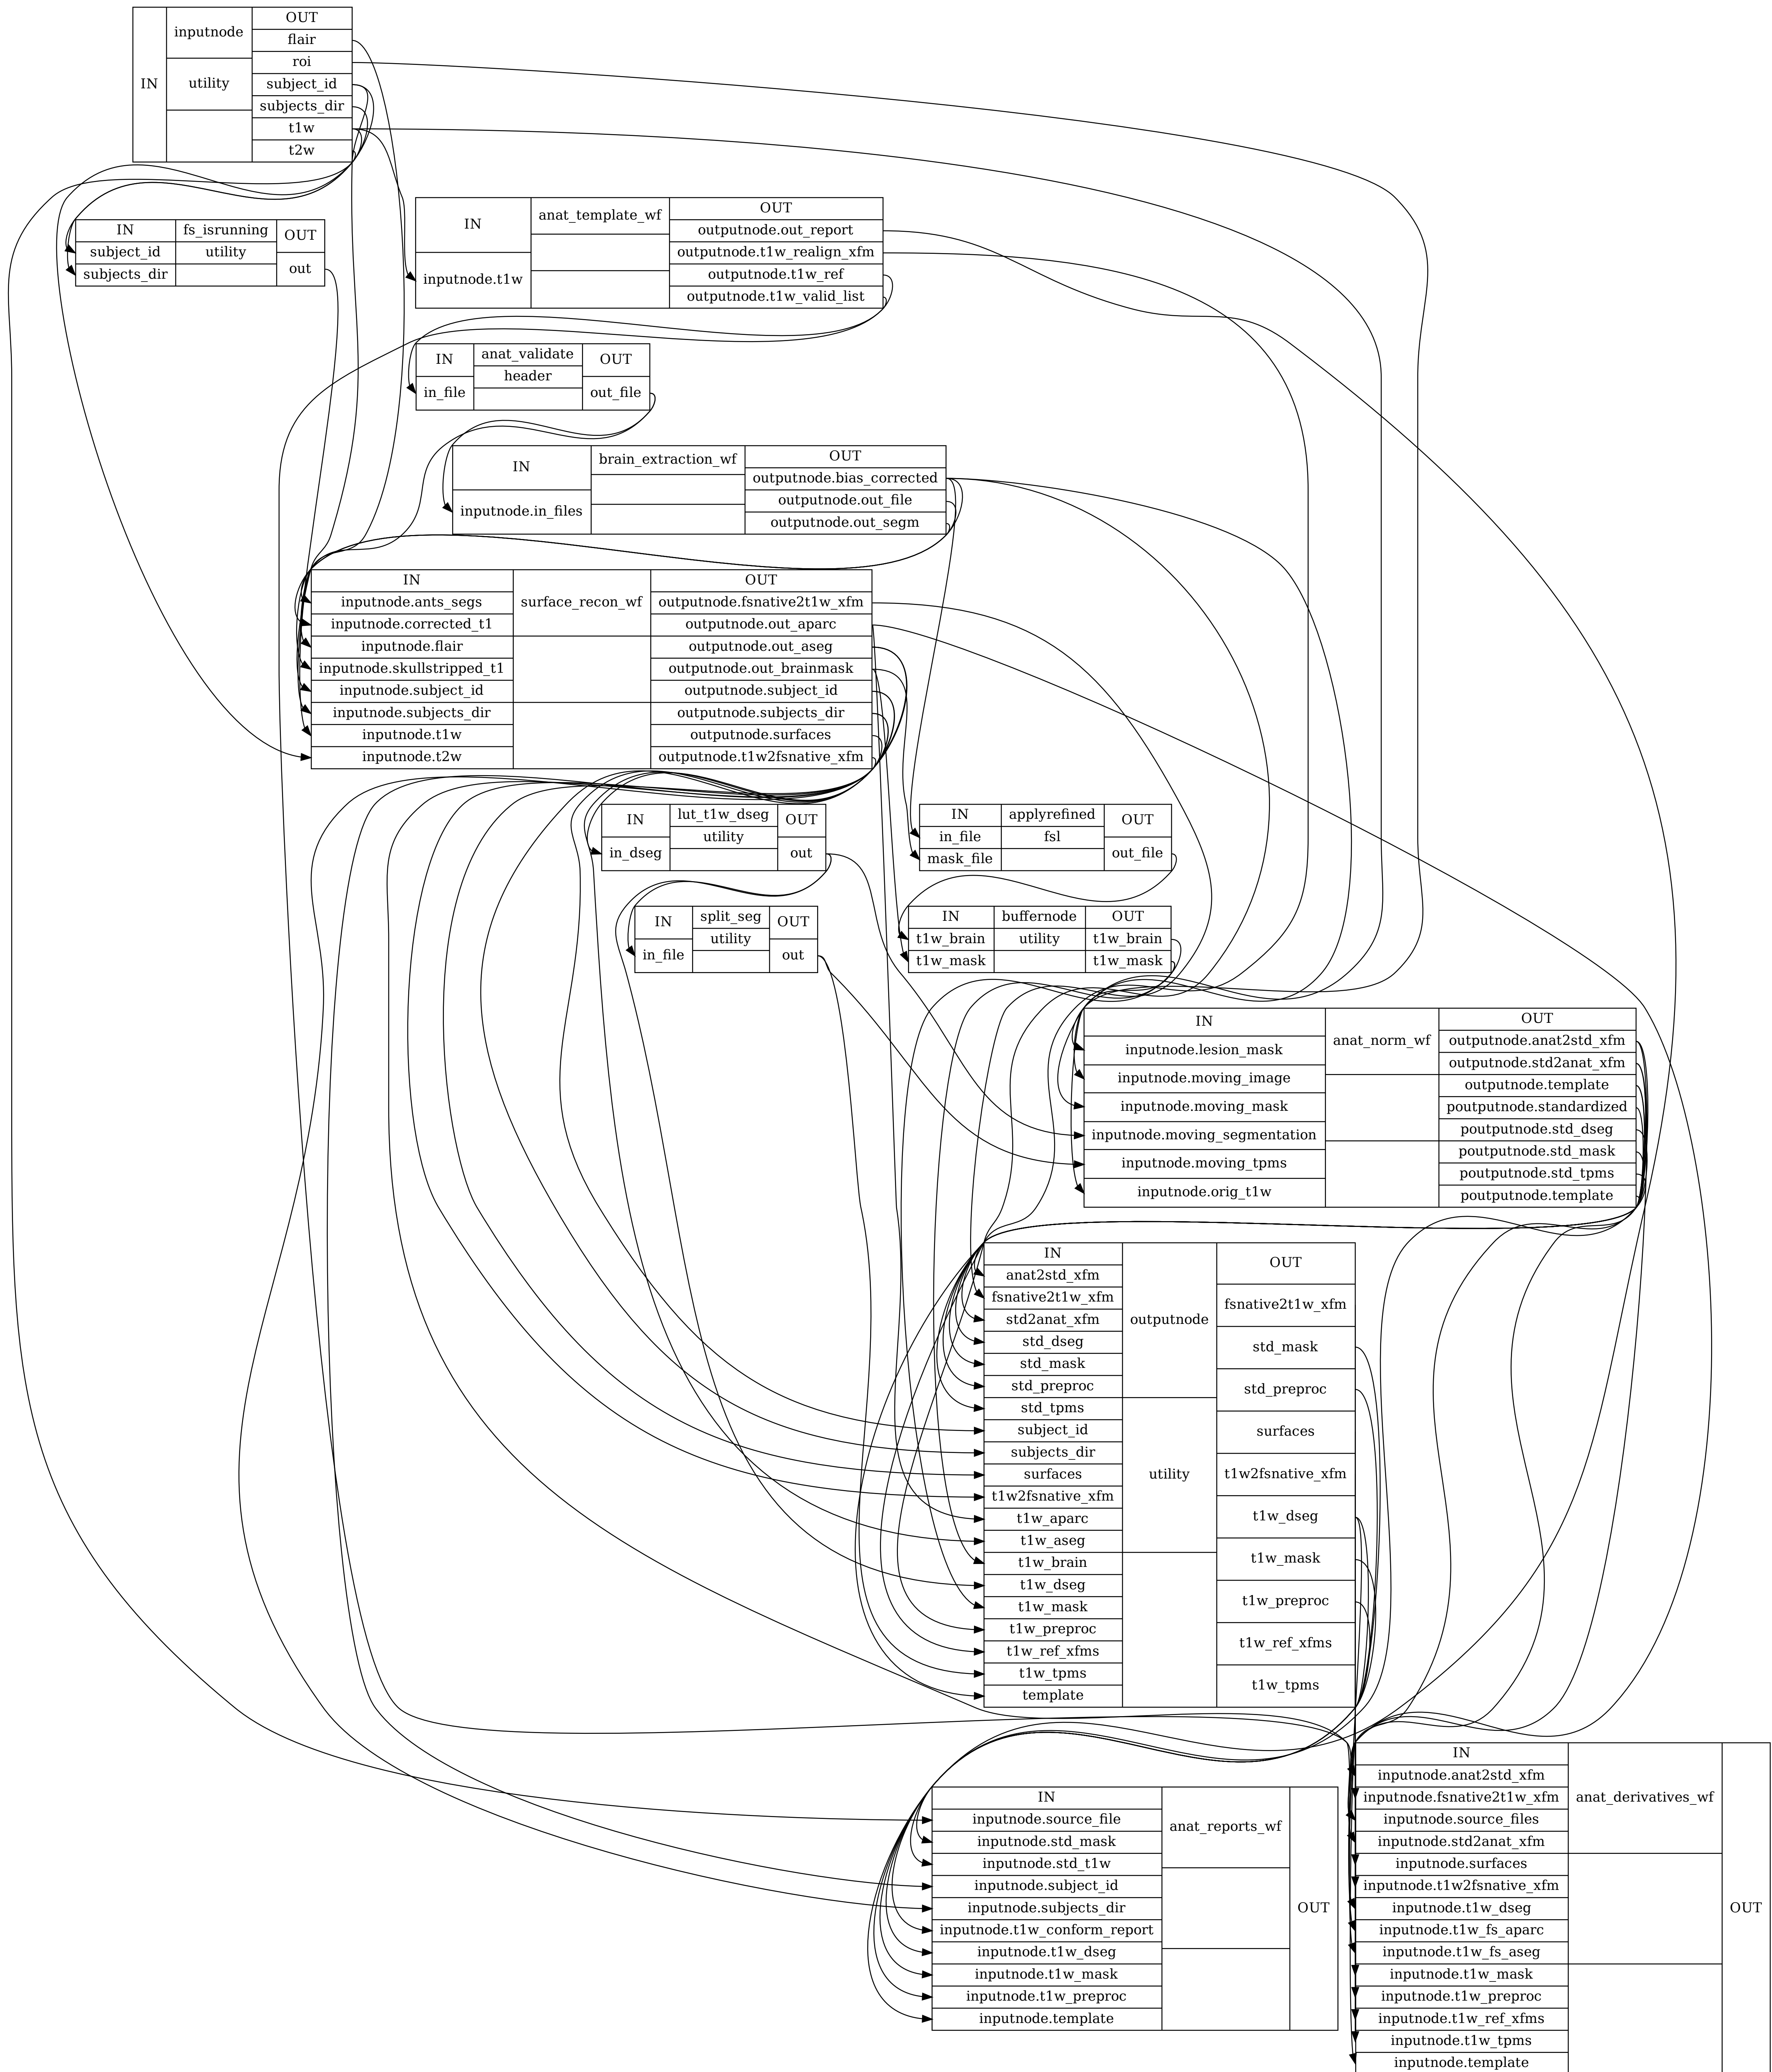 IN
inputnode
utility
OUT
flair
roi
subject_id
subjects_dir
t1w
t2w
IN
subject_id
subjects_dir
fs_isrunning
utility
OUT
out
IN
inputnode.t1w
anat_template_wf
OUT
outputnode.out_report
outputnode.t1w_realign_xfm
outputnode.t1w_ref
outputnode.t1w_valid_list
IN
in_file
anat_validate
header
OUT
out_file
IN
inputnode.in_files
brain_extraction_wf
OUT
outputnode.bias_corrected
outputnode.out_file
outputnode.out_segm
IN
inputnode.ants_segs
inputnode.corrected_t1
inputnode.flair
inputnode.skullstripped_t1
inputnode.subject_id
inputnode.subjects_dir
inputnode.t1w
inputnode.t2w
surface_recon_wf
OUT
outputnode.fsnative2t1w_xfm
outputnode.out_aparc
outputnode.out_aseg
outputnode.out_brainmask
outputnode.subject_id
outputnode.subjects_dir
outputnode.surfaces
outputnode.t1w2fsnative_xfm
IN
in_dseg
lut_t1w_dseg
utility
OUT
out
IN
in_file
mask_file
applyrefined
fsl
OUT
out_file
IN
in_file
split_seg
utility
OUT
out
IN
t1w_brain
t1w_mask
buffernode
utility
OUT
t1w_brain
t1w_mask
IN
inputnode.lesion_mask
inputnode.moving_image
inputnode.moving_mask
inputnode.moving_segmentation
inputnode.moving_tpms
inputnode.orig_t1w
anat_norm_wf
OUT
outputnode.anat2std_xfm
outputnode.std2anat_xfm
outputnode.template
poutputnode.standardized
poutputnode.std_dseg
poutputnode.std_mask
poutputnode.std_tpms
poutputnode.template
IN
anat2std_xfm
fsnative2t1w_xfm
std2anat_xfm
std_dseg
std_mask
std_preproc
std_tpms
subject_id
subjects_dir
surfaces
t1w2fsnative_xfm
t1w_aparc
t1w_aseg
t1w_brain
t1w_dseg
t1w_mask
t1w_preproc
t1w_ref_xfms
t1w_tpms
template
outputnode
utility
OUT
fsnative2t1w_xfm
std_mask
std_preproc
surfaces
t1w2fsnative_xfm
t1w_dseg
t1w_mask
t1w_preproc
t1w_ref_xfms
t1w_tpms
IN
inputnode.source_file
inputnode.std_mask
inputnode.std_t1w
inputnode.subject_id
inputnode.subjects_dir
inputnode.t1w_conform_report
inputnode.t1w_dseg
inputnode.t1w_mask
inputnode.t1w_preproc
inputnode.template
anat_reports_wf
OUT
IN
inputnode.anat2std_xfm
inputnode.fsnative2t1w_xfm
inputnode.source_files
inputnode.std2anat_xfm
inputnode.surfaces
inputnode.t1w2fsnative_xfm
inputnode.t1w_dseg
inputnode.t1w_fs_aparc
inputnode.t1w_fs_aseg
inputnode.t1w_mask
inputnode.t1w_preproc
inputnode.t1w_ref_xfms
inputnode.t1w_tpms
inputnode.template
anat_derivatives_wf
OUT